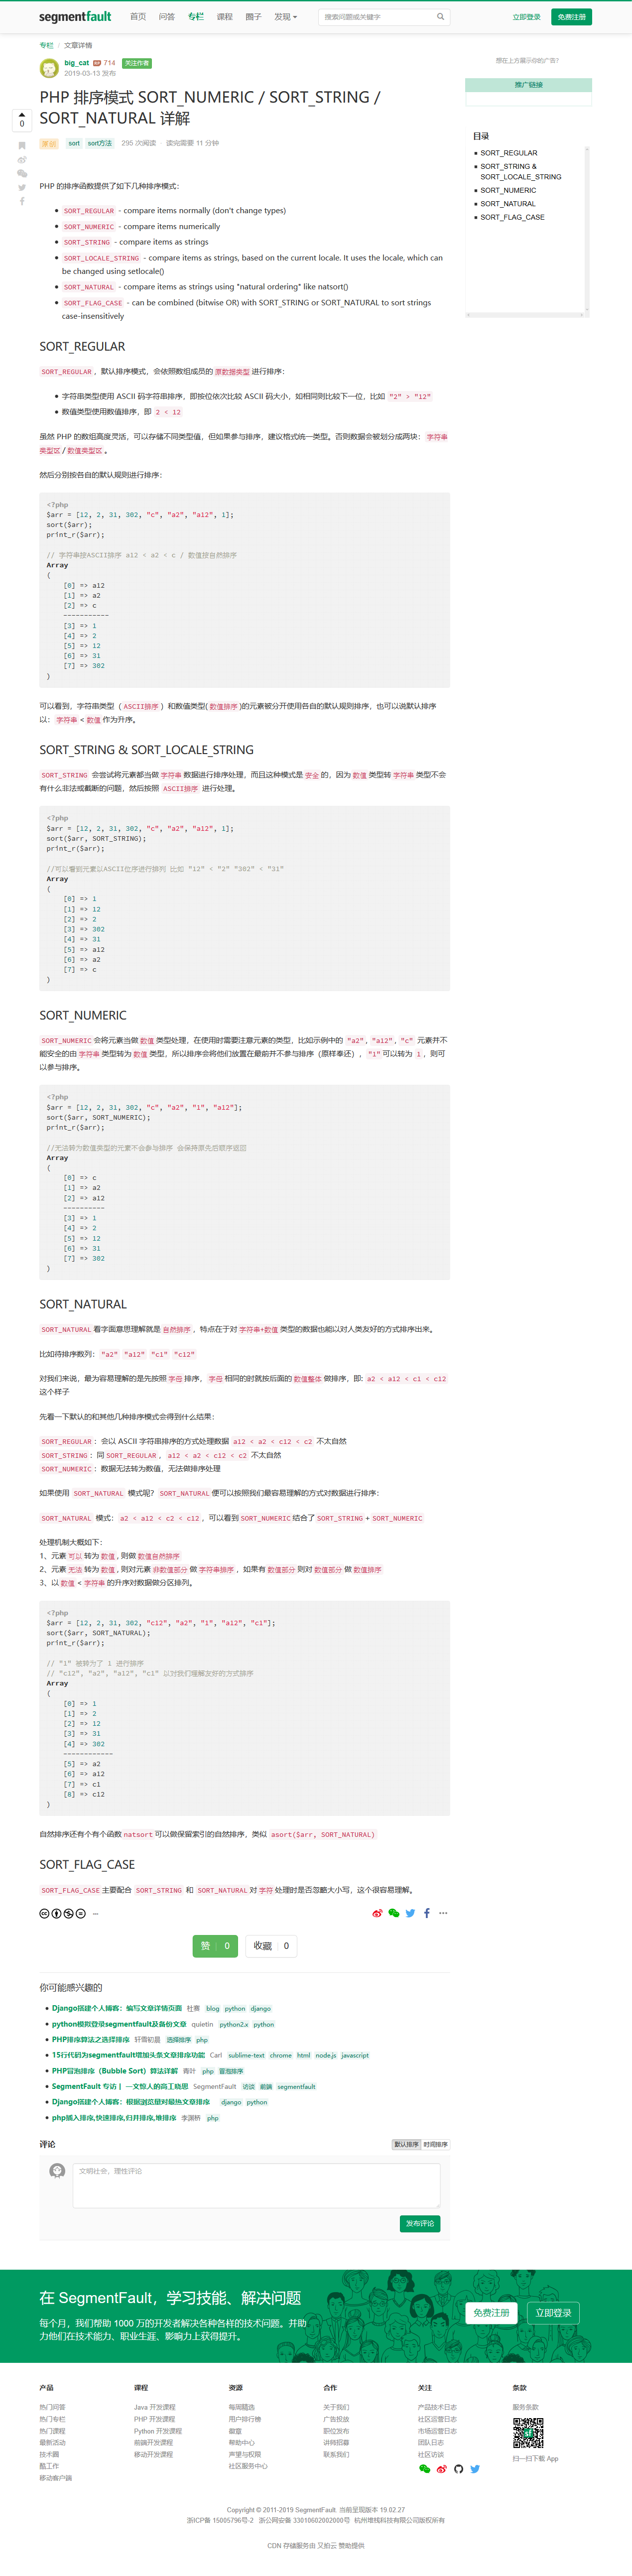 segmentfault 首页 问答 专栏 课程 圈子 发现 搜索问题或关键字 立即登录 免费注册
专栏 / 文章详情
big_cat 714 关注作者
2019-03-13 发布
PHP 排序模式 SORT_NUMERIC / SORT_STRING /
SORT_NATURAL 详解
0
sort sort方法 295 次阅读 · 读完需要 11 分钟
想在上方展示你的广告？
推广链接
目录
SORT_REGULAR
SORT_STRING &
SORT_LOCALE_STRING
SORT_NUMERIC
SORT_NATURAL
SORT_FLAG_CASE
PHP 的排序函数提供了如下几种排序模式：
SORT_REGULAR - compare items normally (don't change types)
SORT_NUMERIC - compare items numerically
SORT_STRING - compare items as strings
SORT_LOCALE_STRING - compare items as strings, based on the current locale. It uses the locale, which can
be changed using setlocale()
SORT_NATURAL - compare items as strings using "natural ordering" like natsort()
SORT_FLAG_CASE - can be combined (bitwise OR) with SORT_STRING or SORT_NATURAL to sort strings
case-insensitively
SORT_REGULAR
SORT_REGULAR，默认排序模式，会依照数组成员的 原数据类型 进行排序：
字符串类型使用 ASCII 码字符串排序，即按位依次比较 ASCII 码大小，如相同则比较下一位，比如 "2" > "12"
数值类型使用数值排序，即 2 < 12
虽然 PHP 的数组高度灵活，可以存储不同类型值，但如果参与排序，建议格式统一类型。否则数据会被划分成两块：字符串
类型区 / 数值类型区 。
然后分别按各自的默认规则进行排序：
<?php
$arr = [12, 2, 31, 302, "c", "a2", "a12", 1];
sort($arr);
print_r($arr);
// 字符串按ASCII排序 a12 < a2 < c / 数值按自然排序
Array
(
[0] => a12
[1] => a2
[2] => c
-----------
[3] => 1
[4] => 2
[5] => 12
[6] => 31
[7] => 302
)
可以看到，字符串类型（ ASCII排序 ）和数值类型( 数值排序 )的元素被分开使用各自的默认规则排序，也可以说默认排序
以：字符串 < 数值 作为升序。
SORT_STRING & SORT_LOCALE_STRING
SORT_STRING 会尝试将元素都当做 字符串 数据进行排序处理，而且这种模式是 安全 的，因为 数值 类型转 字符串 类型不会
有什么非法或截断的问题，然后按照 ASCII排序 进行处理。
<?php
$arr = [12, 2, 31, 302, "c", "a2", "a12", 1];
sort($arr, SORT_STRING);
print_r($arr);
//可以看到元素以ASCII位序进行排列 比如 "12" < "2" "302" < "31"
Array
(
[0] => 1
[1] => 12
[2] => 2
[3] => 302
[4] => 31
[5] => a12
[6] => a2
[7] => c
)
SORT_NUMERIC
SORT_NUMERIC 会将元素当做 数值 类型处理，在使用时需要注意元素的类型，比如示例中的 "a2", "a12", "c" 元素并不
能安全的由 字符串 类型转为 数值 类型，所以排序会将他们放置在最前并不参与排序（原样奉还），"1" 可以转为 1，则可
以参与排序。
<?php
$arr = [12, 2, 31, 302, "c", "a2", "1", "a12"];
sort($arr, SORT_NUMERIC);
print_r($arr);
//无法转为数值类型的元素不会参与排序 会保持原先后顺序返回
Array
(
[0] => c
[1] => a2
[2] => a12
----------
[3] => 1
[4] => 2
[5] => 12
[6] => 31
[7] => 302
)
SORT_NATURAL
SORT_NATURAL 看字面意思理解就是 自然排序 ，特点在于对 字符串+数值 类型的数据也能以对人类友好的方式排序出来。
比如待排序数列："a2" "a12" "c1" "c12"
对我们来说，最为容易理解的是先按照 字母 排序， 字母 相同的时就按后面的 数值整体 做排序，即: a2 < a12 < c1 < c12
这个样子
先看一下默认的和其他几种排序模式会得到什么结果：
SORT_REGULAR：会以 ASCII 字符串排序的方式处理数据 a12 < a2 < c12 < c2 不太自然
SORT_STRING：同 SORT_REGULAR，a12 < a2 < c12 < c2 不太自然
SORT_NUMERIC：数据无法转为数值，无法做排序处理
如果使用 SORT_NATURAL 模式呢？SORT_NATURAL 便可以按照我们最容易理解的方式对数据进行排序：
SORT_NATURAL 模式：a2 < a12 < c2 < c12，可以看到 SORT_NUMERIC 结合了 SORT_STRING + SORT_NUMERIC
处理机制大概如下：
1、元素 可以 转为 数值，则做 数值自然排序
2、元素 无法 转为 数值，则对元素 非数值部分 做 字符串排序，如果有 数值部分 则对 数值部分 做 数值排序
3、以 数值 < 字符串 的升序对数据做分区排列。
<?php
$arr = [12, 2, 31, 302, "c12", "a2", "1", "a12", "c1"];
sort($arr, SORT_NATURAL);
print_r($arr);
// "1" 被转为了 1 进行排序
// "c12", "a2", "a12", "c1" 以对我们理解友好的方式排序
Array
(
[0] => 1
[1] => 2
[2] => 12
[3] => 31
[4] => 302
------------
[5] => a2
[6] => a12
[7] => c1
[8] => c12
)
自然排序还有个有个函数 natsort 可以做保留索引的自然排序，类似 asort($arr, SORT_NATURAL)
SORT_FLAG_CASE
SORT_FLAG_CASE 主要配合 SORT_STRING 和 SORT_NATURAL 对 字符 处理时是否忽略大小写，这个很容易理解。
赞 0 收藏 0
你可能感兴趣的
Django搭建个人博客：编写文章详情页面 杜赛 blog python django
python模拟登录segmentfault及备份文章 quietin python2.x python
PHP排序算法之选择排序 轩雪初晨 选择排序 php
15行代码为segmentfault增加头条文章排序功能 Carl sublime-text chrome html node.js javascript
PHP冒泡排序（Bubble Sort）算法详解 青叶 php 冒泡排序
SegmentFault 专访丨 一文惊人的高工晓思 SegmentFault 访谈 前端 segmentfault
Django搭建个人博客：根据浏览量对最热文章排序 django python
php插入排序,快速排序,归并排序,堆排序 php
评论 默认排序 时间排序
文明社会，理性评论
发布评论
在 SegmentFault，学习技能、解决问题
每个月，我们帮助 1000 万的开发者解决各种各样的技术问题。并助
力他们在技术能力、职业生涯、影响力上获得提升。
免费注册 立即登录
产品 课程 资源 合作 关注 条款
热门问答 Java 开发课程 每周精选 关于我们 产品技术日志 服务条款
热门专栏 PHP 开发课程 用户排行榜 广告投放 社区运营日志
热门课程 Python 开发课程 徽章 职位发布 市场运营日志
最新活动 前端开发课程 帮助中心 讲师招募 团队日志
技术圈 移动开发课程 声望与权限 联系我们 社区访谈
酷工作 社区服务中心
移动客户端
扫一扫下载 App
Copyright © 2011-2019 SegmentFault. 当前呈现版本 19.02.27
浙ICP备 15005796号-2 浙公网安备 33010602002000号 杭州堆栈科技有限公司版权所有
CDN 存储服务由 又拍云 赞助提供